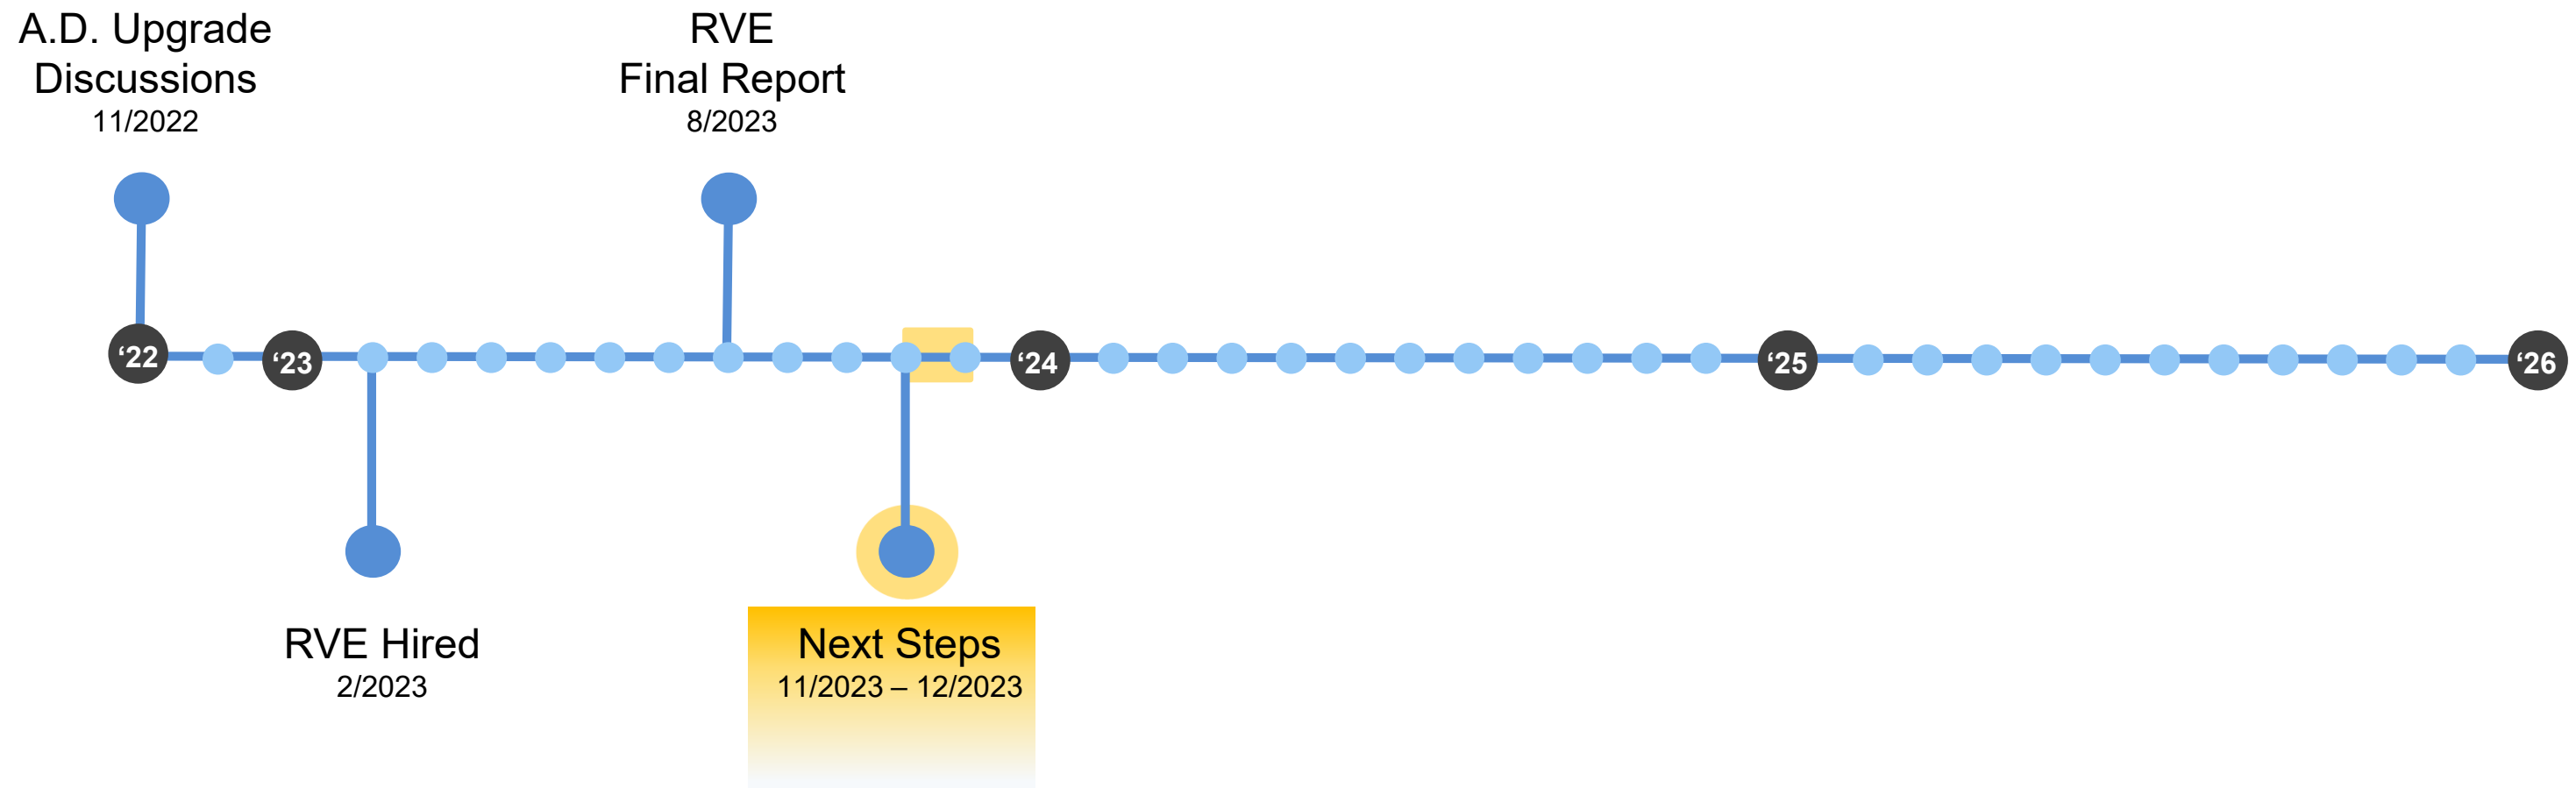 A.D. Upgrade
Discussions
11/2022
RVE
Final Report
8/2023
‘22
‘23
‘24
‘25
‘26
RVE Hired
2/2023
Next Steps
11/2023 – 12/2023